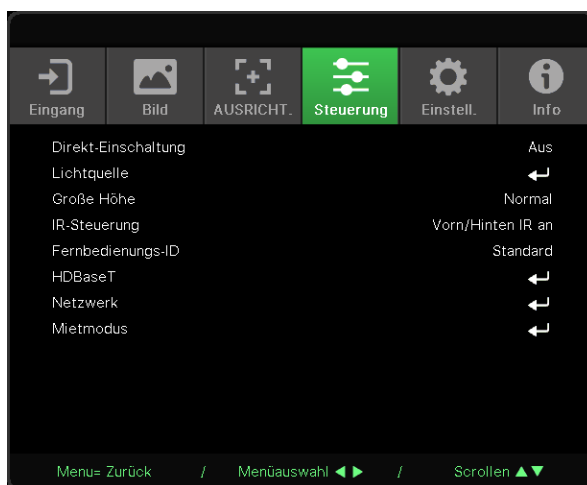 Eingang Bild AUSRICHT. Steuerung Einstell. Info
Direkt-Einschaltung Aus
Lichtquelle
Große Höhe Normal
IR-Steuerung Vorn/Hinten IR an
Fernbedienungs-ID Standard
HDBaseT
Netzwerk
Mietmodus
Menu= Zurück / Menüauswahl ◀ ▶ / Scrollen ▲▼